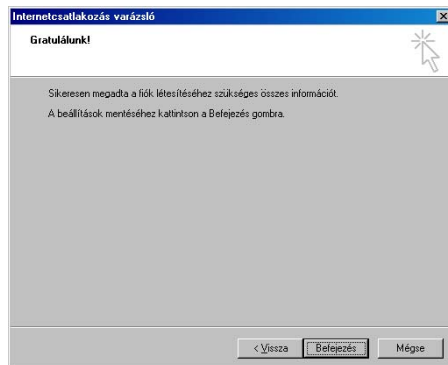 Internetcsatlakozás varázsló
Gratulálunk!
Sikeresen megadta a fiók létesítéséhez szükséges összes információt.
A beállítások mentéséhez kattintson a Befejezés gombra.
< Vissza Befejezés Mégse